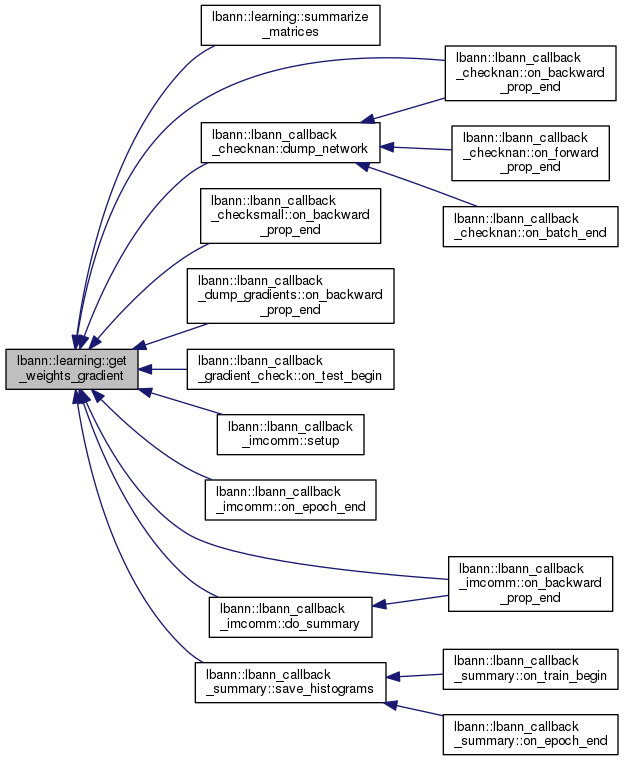 lbann::learning::summarize
_matrices
lbann::lbann_callback
_checknan::on_backward
_prop_end
lbann::lbann_callback
_checknan::dump_network
lbann::lbann_callback
_checknan::on_forward
_prop_end
lbann::lbann_callback
_checksmall::on_backward
_prop_end
lbann::lbann_callback
_checknan::on_batch_end
lbann::lbann_callback
_dump_gradients::on_backward
_prop_end
lbann::learning::get
_weights_gradient
lbann::lbann_callback
_gradient_check::on_test_begin
lbann::lbann_callback
_imcomm::setup
lbann::lbann_callback
_imcomm::on_epoch_end
lbann::lbann_callback
_imcomm::on_backward
_prop_end
lbann::lbann_callback
_imcomm::do_summary
lbann::lbann_callback
_summary::save_histograms
lbann::lbann_callback
_summary::on_train_begin
lbann::lbann_callback
_summary::on_epoch_end